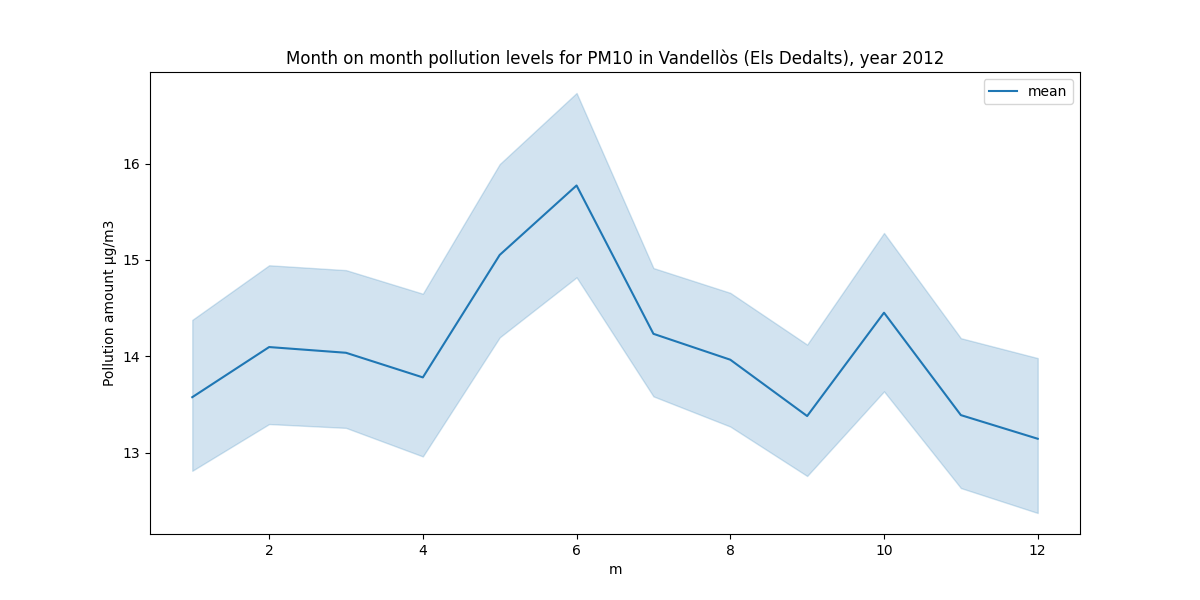 Month on month pollution levels for PM10 in Vandellòs (Els Dedalts), year 2012
mean
Pollution amount µg/m3
16
15
14
13
2 4 6 8 10 12
m